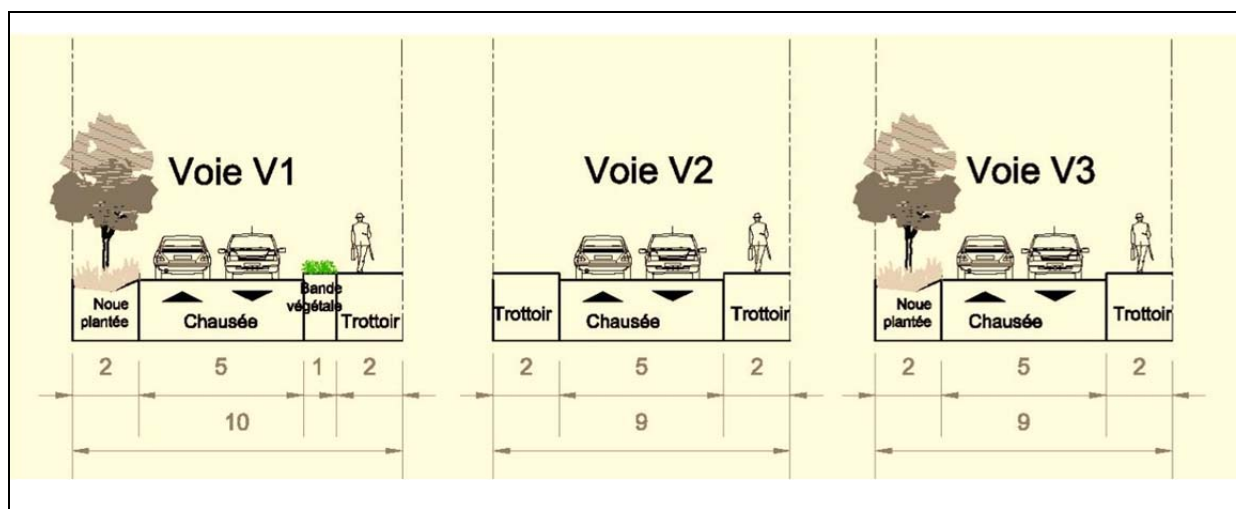 Voie V1
Noue
plantée
Chausée
Bande
végétale
Trottoir
2
5
1
2
10
Voie V2
Trottoir
Chausée
Trottoir
2
5
2
9
Voie V3
Noue
plantée
Chausée
Trottoir
2
5
2
9